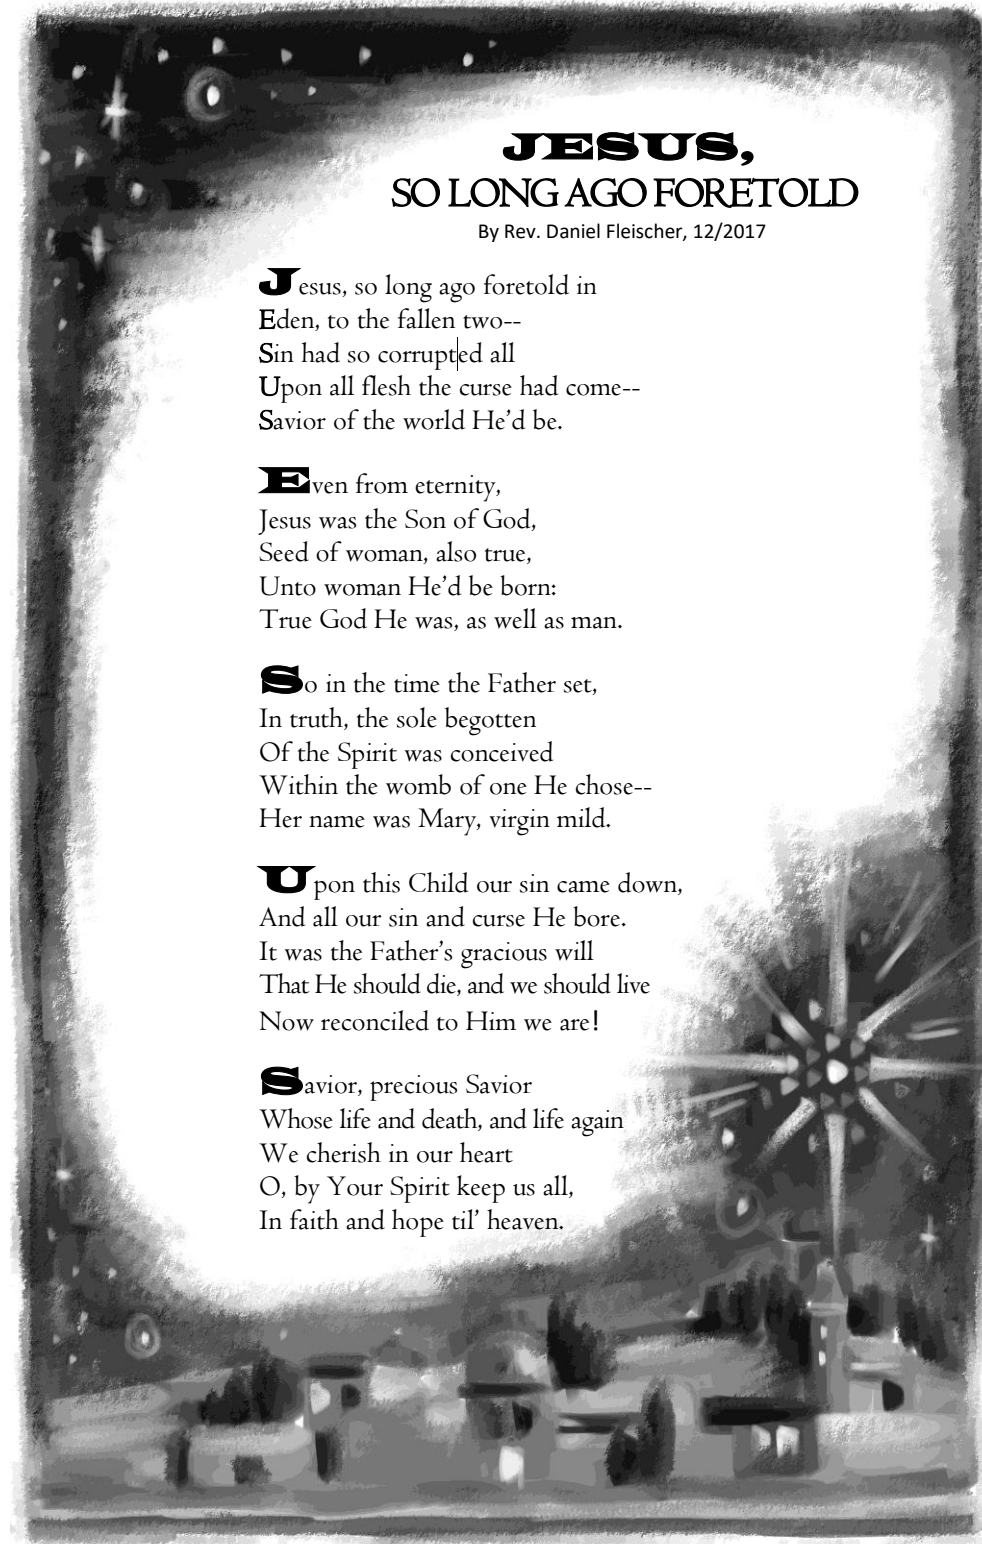 JESUS,
SO LONG AGO FORETOLD
By Rev. Daniel Fleischer, 12/2017
Jesus, so long ago foretold in
Eden, to the fallen two--
Sin had so corrupted all
Upon all flesh the curse had come--
Savior of the world He’d be.
Even from eternity,
Jesus was the Son of God,
Seed of woman, also true,
Unto woman He’d be born:
True God He was, as well as man.
So in the time the Father set,
In truth, the sole begotten
Of the Spirit was conceived
Within the womb of one He chose--
Her name was Mary, virgin mild.
Upon this Child our sin came down,
And all our sin and curse He bore.
It was the Father’s gracious will
That He should die, and we should live
Now reconciled to Him we are!
Savior, precious Savior
Whose life and death, and life again
We cherish in our heart
O, by Your Spirit keep us all,
In faith and hope til’ heaven.